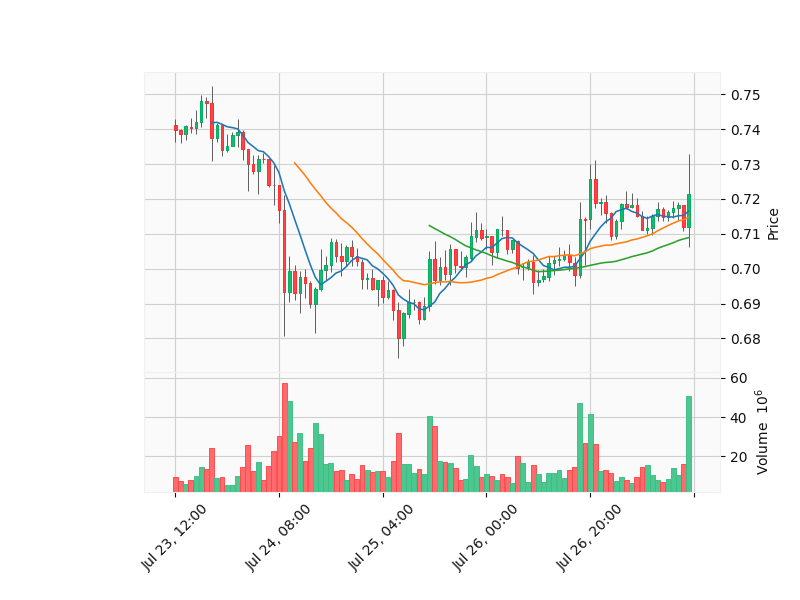 0.75
0.74
0.73
0.72
0.71
0.70
0.69
0.68
Price
60
40
20
Volume 10⁶
Jul 23, 12:00
Jul 24, 08:00
Jul 25, 04:00
Jul 26, 00:00
Jul 26, 20:00